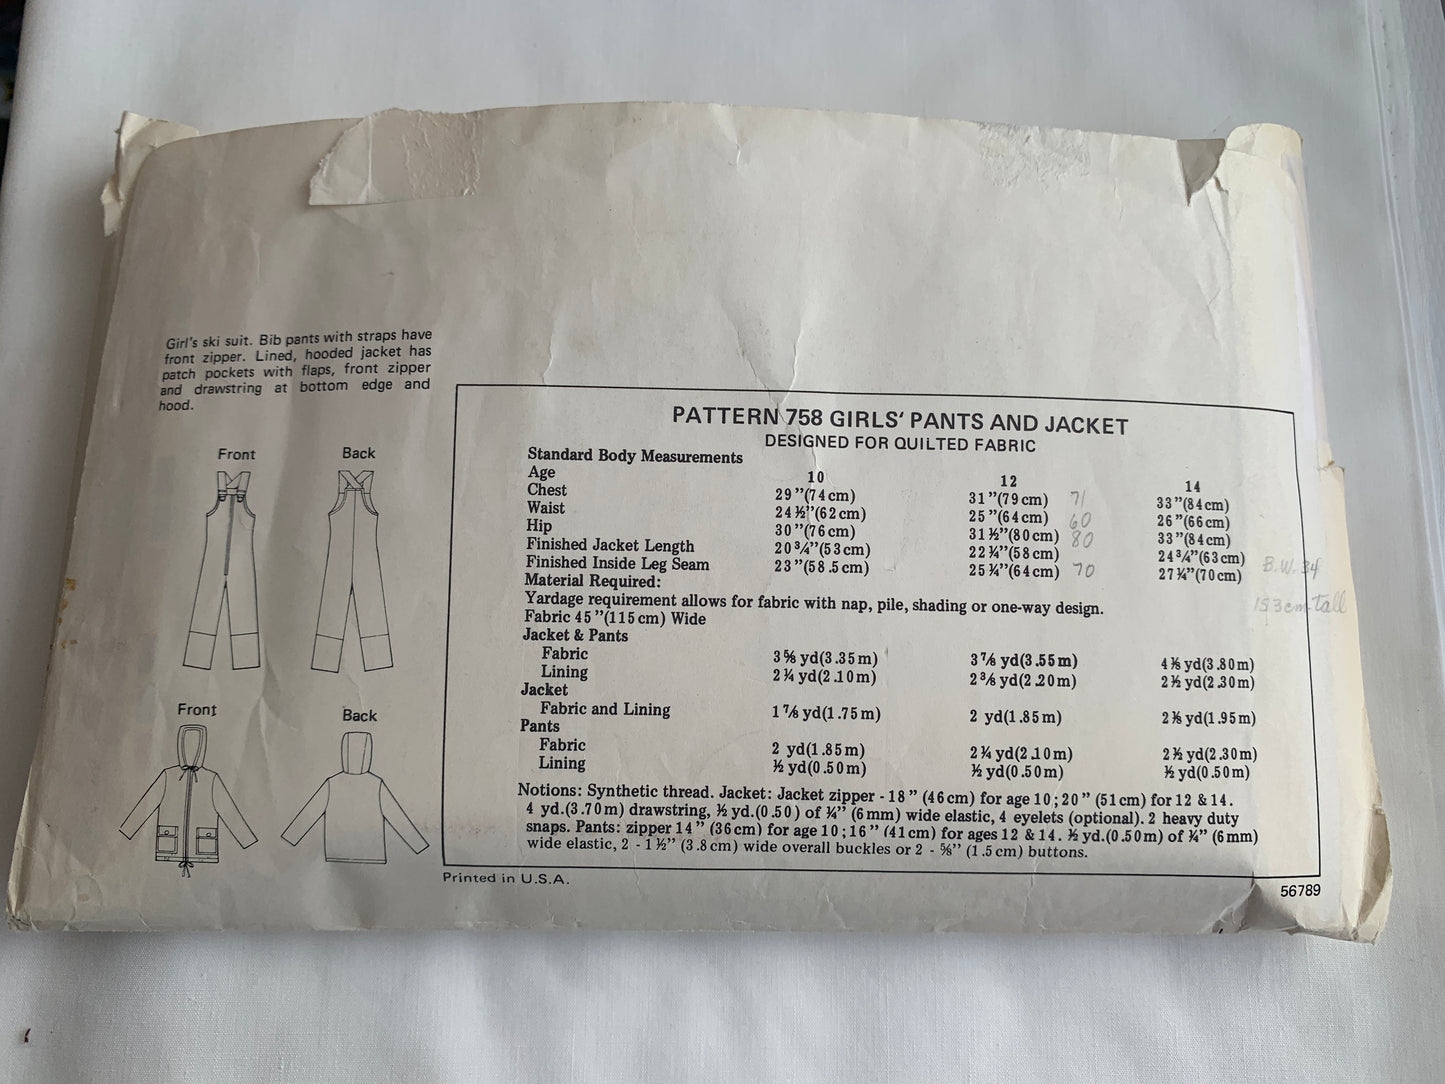 Girl's ski suit. Bib pants with straps have
front zipper. Lined, hooded jacket has
patch pockets with flaps, front zipper
and drawstring at bottom edge and
hood.
Front Back
Front Back
PATTERN 758 GIRLS' PANTS AND JACKET
DESIGNED FOR QUILTED FABRIC
Standard Body Measurements
Age 10 12 14
Chest 29"(74cm) 31"(79cm) 71 33"(84cm)
Waist 24½"(62cm) 25"(64cm) 60 26"(66cm)
Hip 30"(76cm) 31½"(80cm) 80 33"(84cm)
Finished Jacket Length 20¾"(53cm) 22¼"(58cm) 24¾"(63cm)
Finished Inside Leg Seam 23"(58.5cm) 25¼"(64cm) 70 27¼"(70cm) B.W. 34
Material Required:
153cm tall
Yardage requirement allows for fabric with nap, pile, shading or one-way design.
Fabric 45"(115cm) Wide
Jacket & Pants
Fabric 3⅝ yd(3.35m) 3⅞ yd(3.55m) 4⅛ yd(3.80m)
Lining 2¼ yd(2.10m) 2⅜ yd(2.20m) 2½ yd(2.30m)
Jacket
Fabric and Lining 1⅞ yd(1.75m) 2 yd(1.85m) 2⅛ yd(1.95m)
Pants
Fabric 2 yd(1.85m) 2¼ yd(2.10m) 2½ yd(2.30m)
Lining ½ yd(0.50m) ½ yd(0.50m) ½ yd(0.50m)
Notions: Synthetic thread. Jacket: Jacket zipper - 18" (46cm) for age 10; 20" (51cm) for 12 & 14.
4 yd.(3.70m) drawstring, ½ yd.(0.50) of ¼" (6mm) wide elastic, 4 eyelets (optional). 2 heavy duty
snaps. Pants: zipper 14" (36cm) for age 10; 16" (41cm) for ages 12 & 14. ½ yd.(0.50m) of ¼" (6mm)
wide elastic, 2 - 1½" (3.8cm) wide overall buckles or 2 - ⅝" (1.5cm) buttons.
Printed in U.S.A.
56789